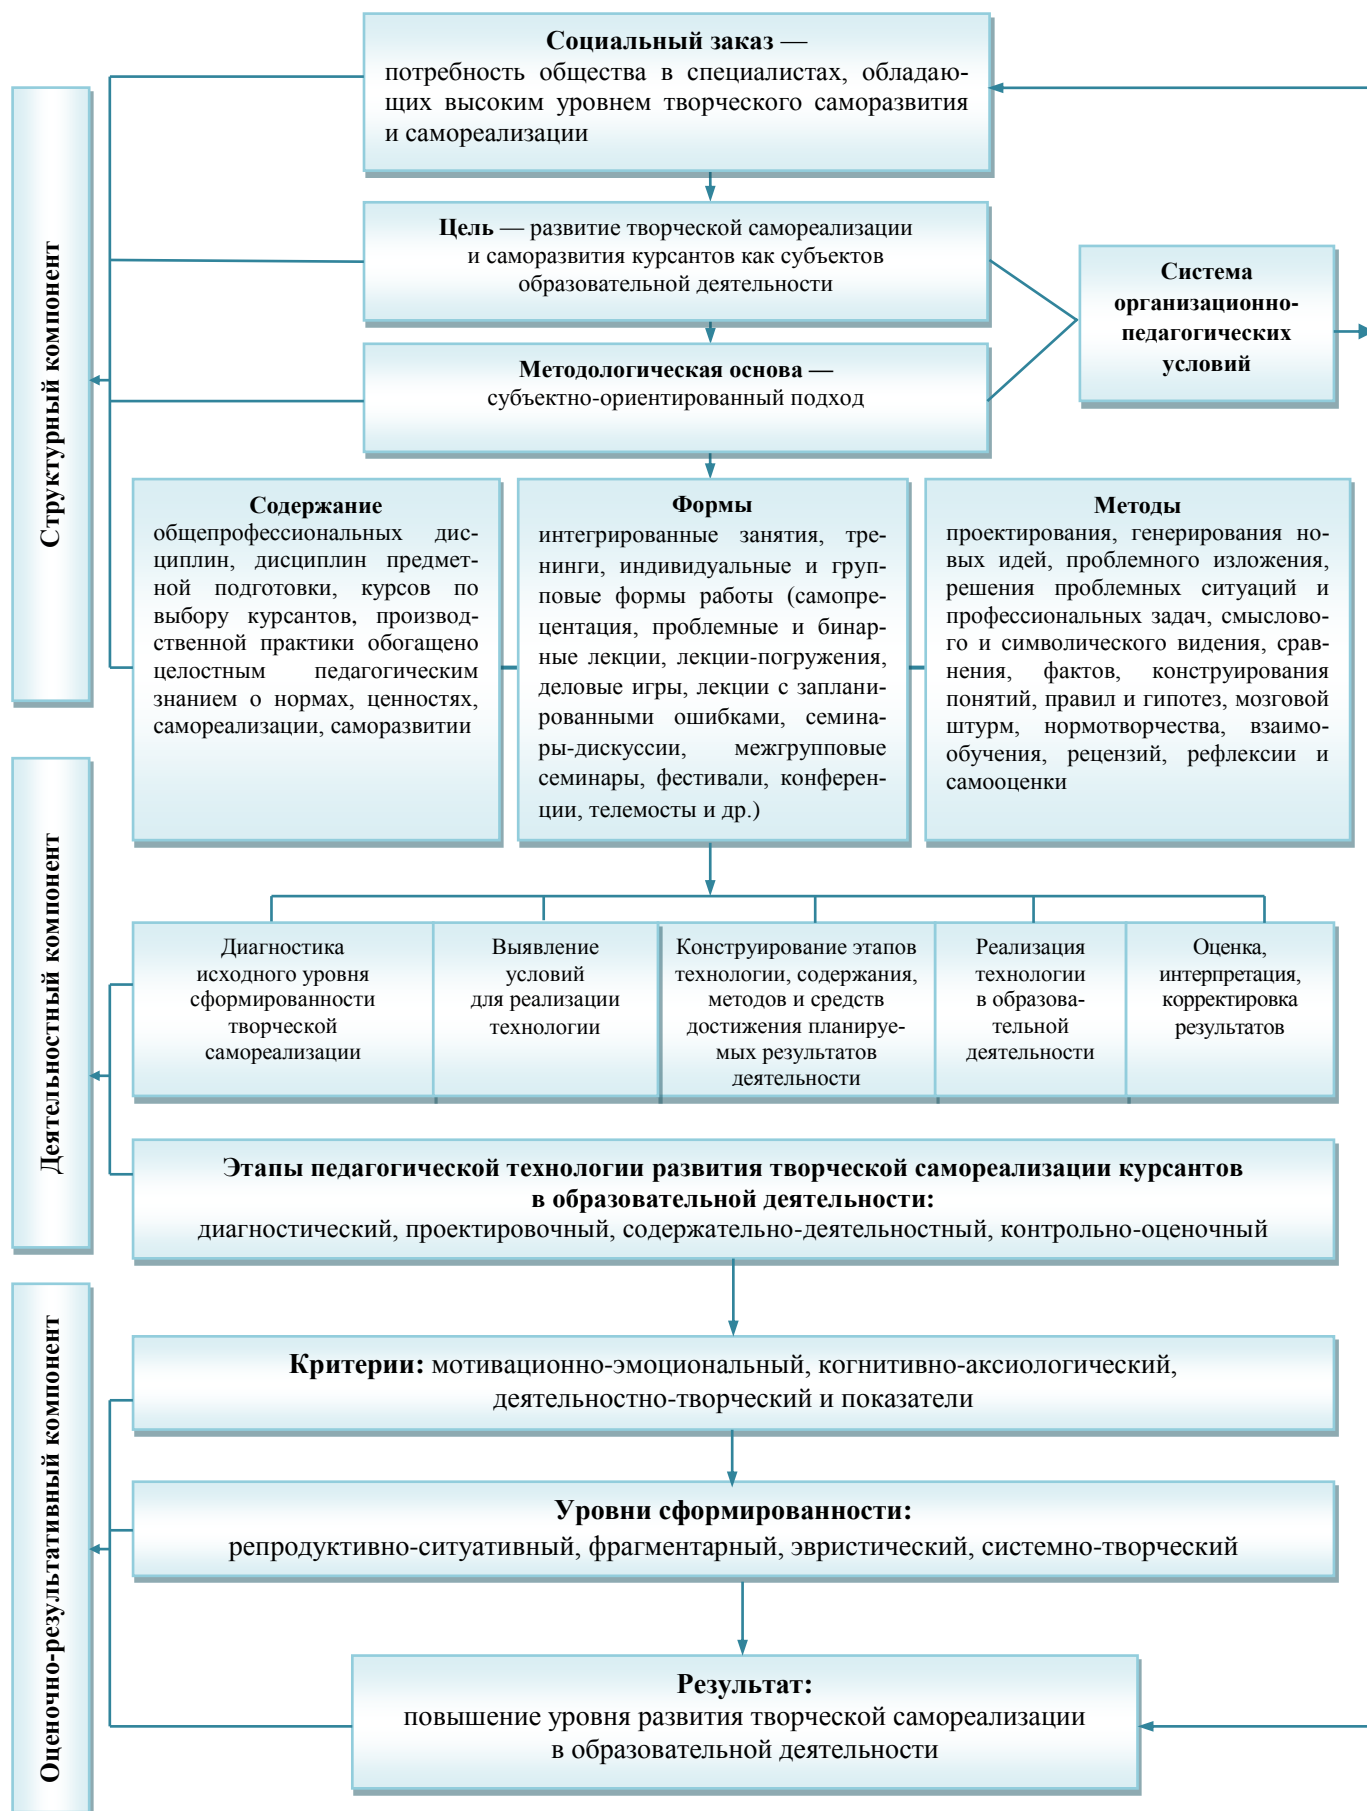 Социальный заказ —
потребность общества в специалистах, обладаю-
щих высоким уровнем творческого саморазвития
и самореализации
Структурный компонент
Цель — развитие творческой самореализации
и саморазвития курсантов как субъектов
образовательной деятельности
Система
организационно-
педагогических
условий
Методологическая основа —
субъектно-ориентированный подход
Содержание
общепрофессиональных дис-
циплин, дисциплин предмет-
ной подготовки, курсов по
выбору курсантов, производ-
ственной практики обогащено
целостным педагогическим
знанием о нормах, ценностях,
самореализации, саморазвитии
Формы
интегрированные занятия, тре-
нинги, индивидуальные и груп-
повые формы работы (самопре-
центация, проблемные и бинар-
ные лекции, лекции-погружения,
деловые игры, лекции с заплани-
рованными ошибками, семина-
ры-дискуссии, межгрупповые
семинары, фестивали, конферен-
ции, телемосты и др.)
Методы
проектирования, генерирования но-
вых идей, проблемного изложения,
решения проблемных ситуаций и
профессиональных задач, смыслово-
го и символического видения, срав-
нения, фактов, конструирования
понятий, правил и гипотез, мозговой
штурм, нормотворчества, взаимо-
обучения, рецензий, рефлексии и
самооценки
Деятельностный компонент
Диагностика
исходного уровня
сформированности
творческой
самореализации
Выявление
условий
для реализации
технологии
Конструирование этапов
технологии, содержания,
методов и средств
достижения планируе-
мых результатов
деятельности
Реализация
технологии
в образова-
тельной
деятельности
Оценка,
интерпретация,
корректировка
результатов
Этапы педагогической технологии развития творческой самореализации курсантов
в образовательной деятельности:
диагностический, проектировочный, содержательно-деятельностный, контрольно-оценочный
Оценочно-результативный компонент
Критерии: мотивационно-эмоциональный, когнитивно-аксиологический,
деятельностно-творческий и показатели
Уровни сформированности:
репродуктивно-ситуативный, фрагментарный, эвристический, системно-творческий
Результат:
повышение уровня развития творческой самореализации
в образовательной деятельности